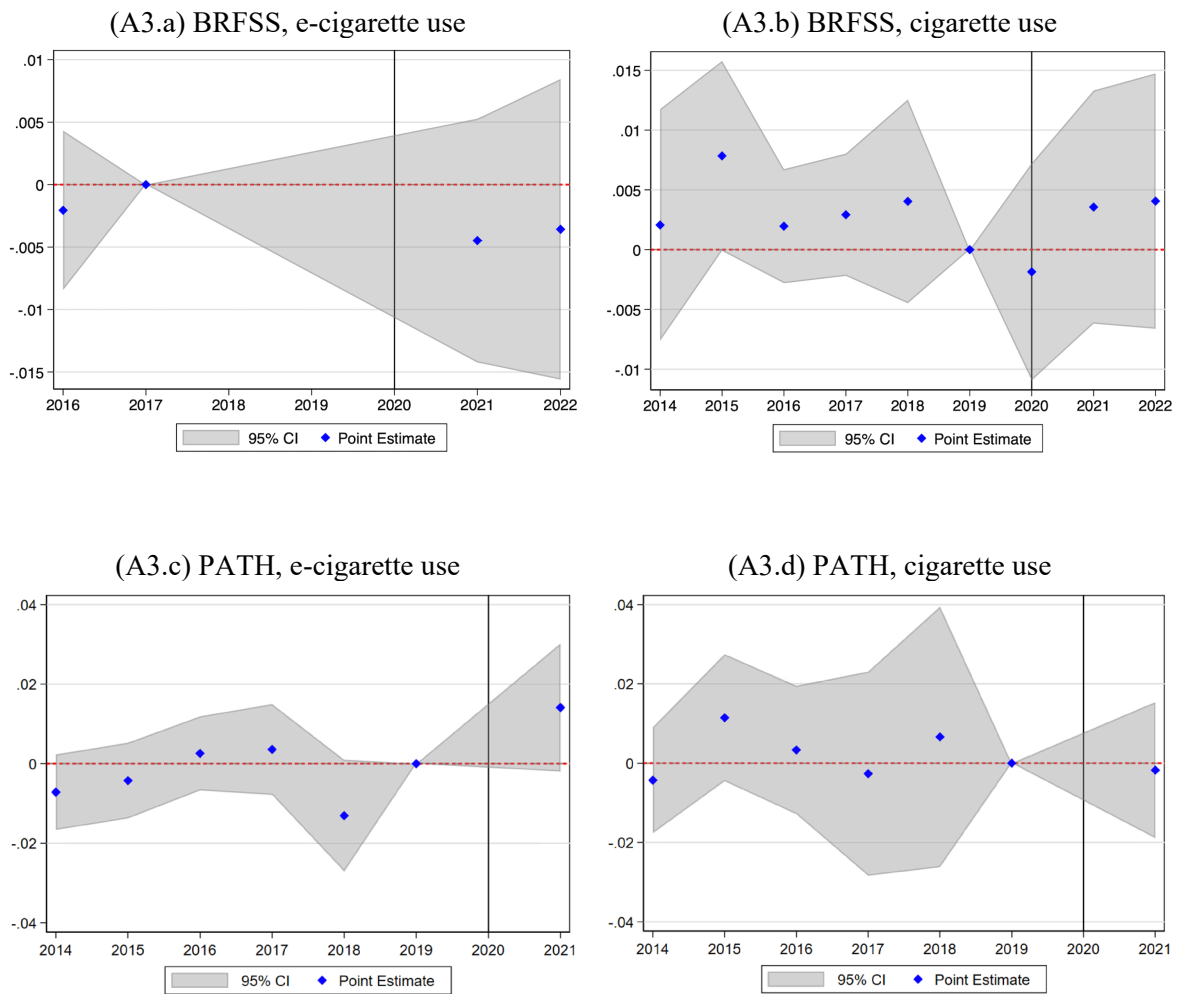 (A3.a) BRFSS, e-cigarette use
.01
.005
0
-.005
-.01
-.015
2016 2017 2018 2019 2020 2021 2022
95% CI Point Estimate
(A3.b) BRFSS, cigarette use
.015
.01
.005
0
-.005
-.01
2014 2015 2016 2017 2018 2019 2020 2021 2022
95% CI Point Estimate
(A3.c) PATH, e-cigarette use
.04
.02
0
-.02
-.04
2014 2015 2016 2017 2018 2019 2020 2021
95% CI Point Estimate
(A3.d) PATH, cigarette use
.04
.02
0
-.02
-.04
2014 2015 2016 2017 2018 2019 2020 2021
95% CI Point Estimate